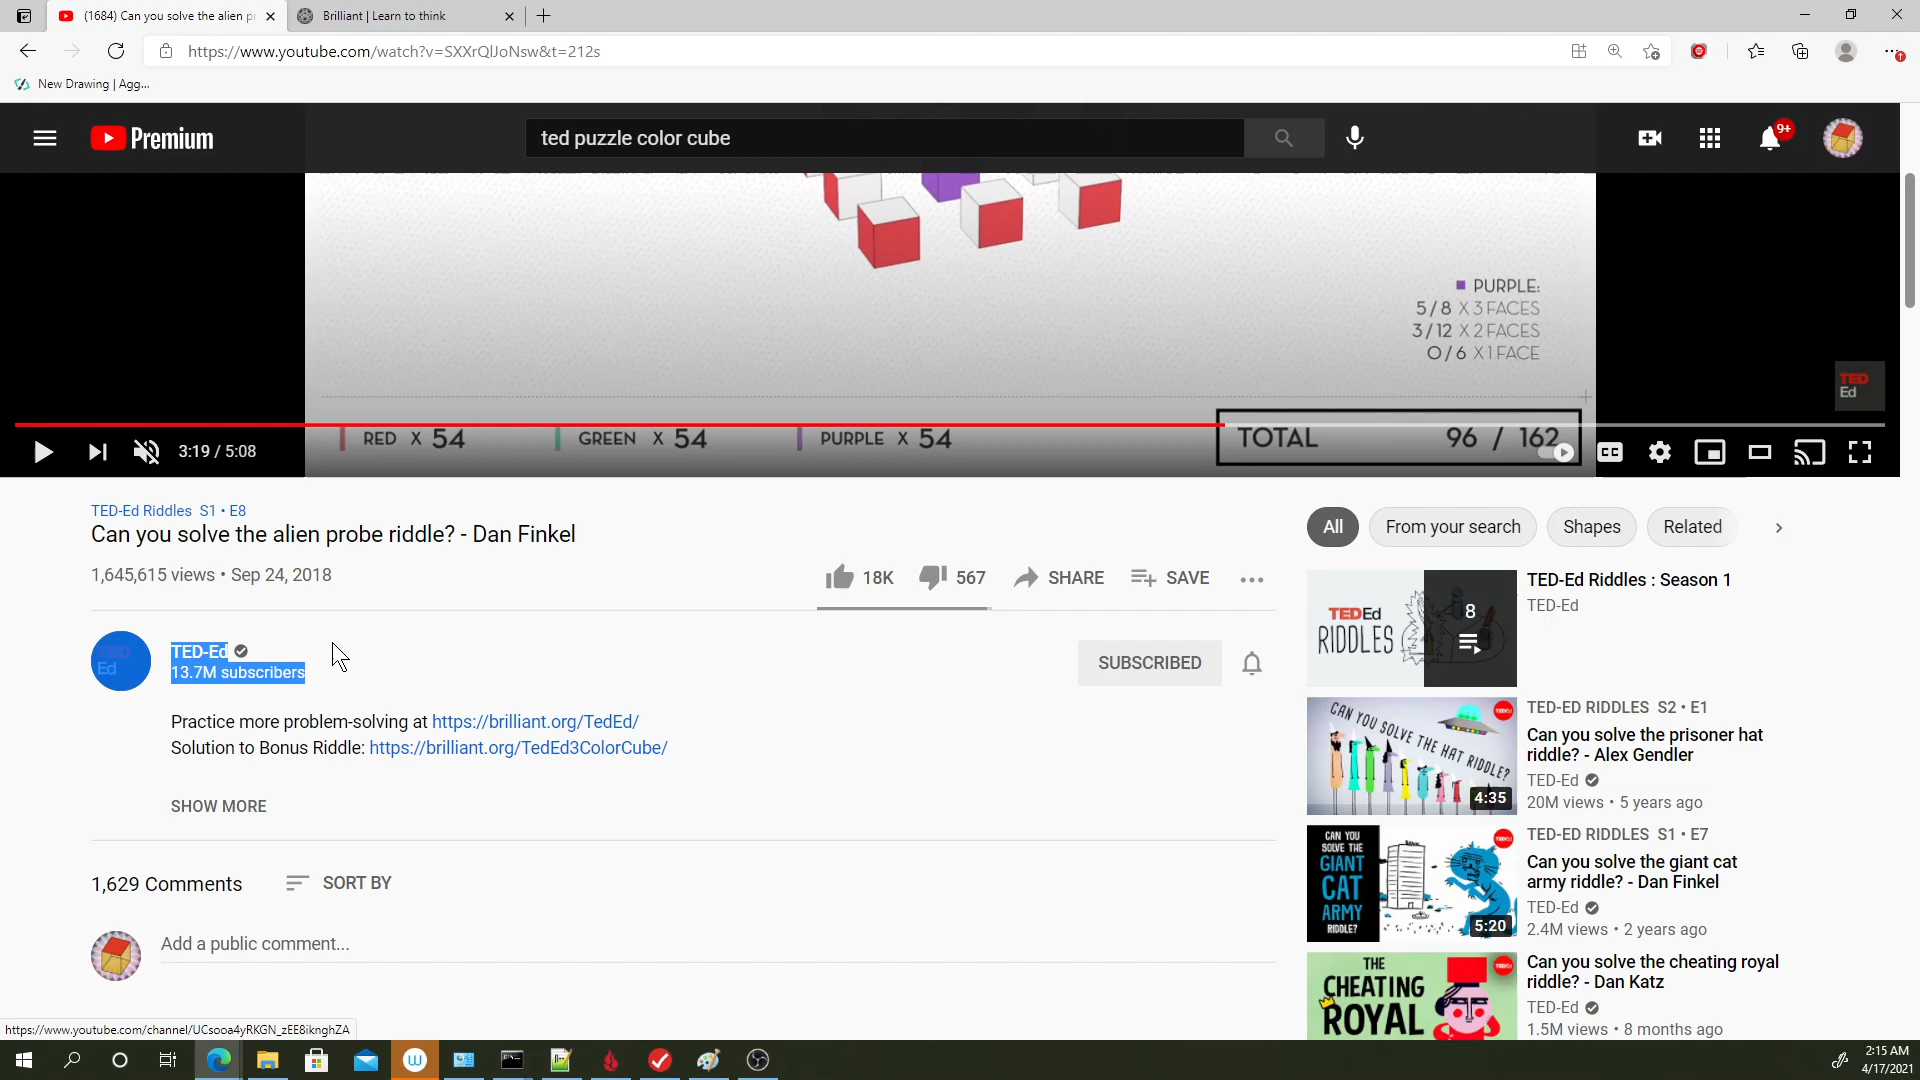 (1684) Can you solve the alien pr
Brilliant | Learn to think
https://www.youtube.com/watch?v=SXXrQlJoNsw&t=212s
New Drawing | Agg...
Premium
ted puzzle color cube
9+
PURPLE:
5/8 X 3 FACES
3/12 X 2 FACES
0/6 X 1 FACE
TED
Ed
RED X 54
GREEN X 54
PURPLE X 54
TOTAL 96 / 162
3:19 / 5:08
CC
TED-Ed Riddles S1 • E8
Can you solve the alien probe riddle? - Dan Finkel
1,645,615 views • Sep 24, 2018
18K
567
SHARE
SAVE
TED-Ed
13.7M subscribers
SUBSCRIBED
Practice more problem-solving at https://brilliant.org/TedEd/
Solution to Bonus Riddle: https://brilliant.org/TedEd3ColorCube/
SHOW MORE
1,629 Comments
SORT BY
Add a public comment...
All
From your search
Shapes
Related
TEDEd
RIDDLES
8
TED-Ed Riddles : Season 1
TED-Ed
CAN YOU SOLVE THE HAT RIDDLE?
4:35
TED-ED RIDDLES S2 • E1
Can you solve the prisoner hat
riddle? - Alex Gendler
TED-Ed
20M views • 5 years ago
CAN YOU
SOLVE THE
GIANT
CAT
ARMY
RIDDLE?
5:20
TED-ED RIDDLES S1 • E7
Can you solve the giant cat
army riddle? - Dan Finkel
TED-Ed
2.4M views • 2 years ago
THE
CHEATING
ROYAL
Can you solve the cheating royal
riddle? - Dan Katz
TED-Ed
1.5M views • 8 months ago
https://www.youtube.com/channel/UCsooa4yRKGN_zEE8iknghZA
2:15 AM
4/17/2021